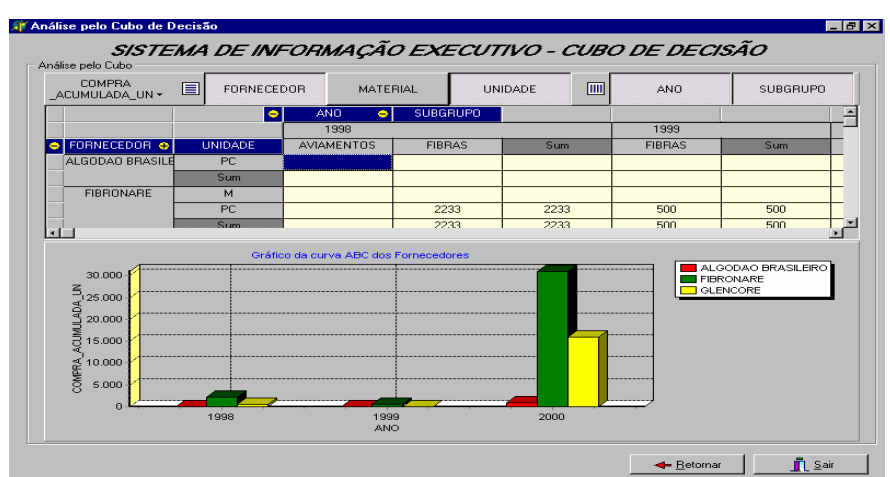 Análise pelo Cubo de Decisão
SISTEMA DE INFORMAÇÃO EXECUTIVO - CUBO DE DECISÃO
Análise pelo Cubo
COMPRA
_ACUMULADA_UN
FORNECEDOR
MATERIAL
UNIDADE
ANO
SUBGRUPO
ANO SUBGRUPO
1998 1999
FORNECEDOR UNIDADE AVIAMENTOS FIBRAS Sum FIBRAS Sum
ALGODAO BRASILE PC
Sum
FIBRONARE M
PC 2233 2233 500 500
Sum 2233 2233 500 500
Gráfico da curva ABC dos Fornecedores
COMPRA_ACUMULADA_UN
30.000
25.000
20.000
15.000
10.000
5.000
0
1998 1999 2000
ANO
ALGODAO BRASILEIRO
FIBRONARE
GLENCORE
Retornar
Sair